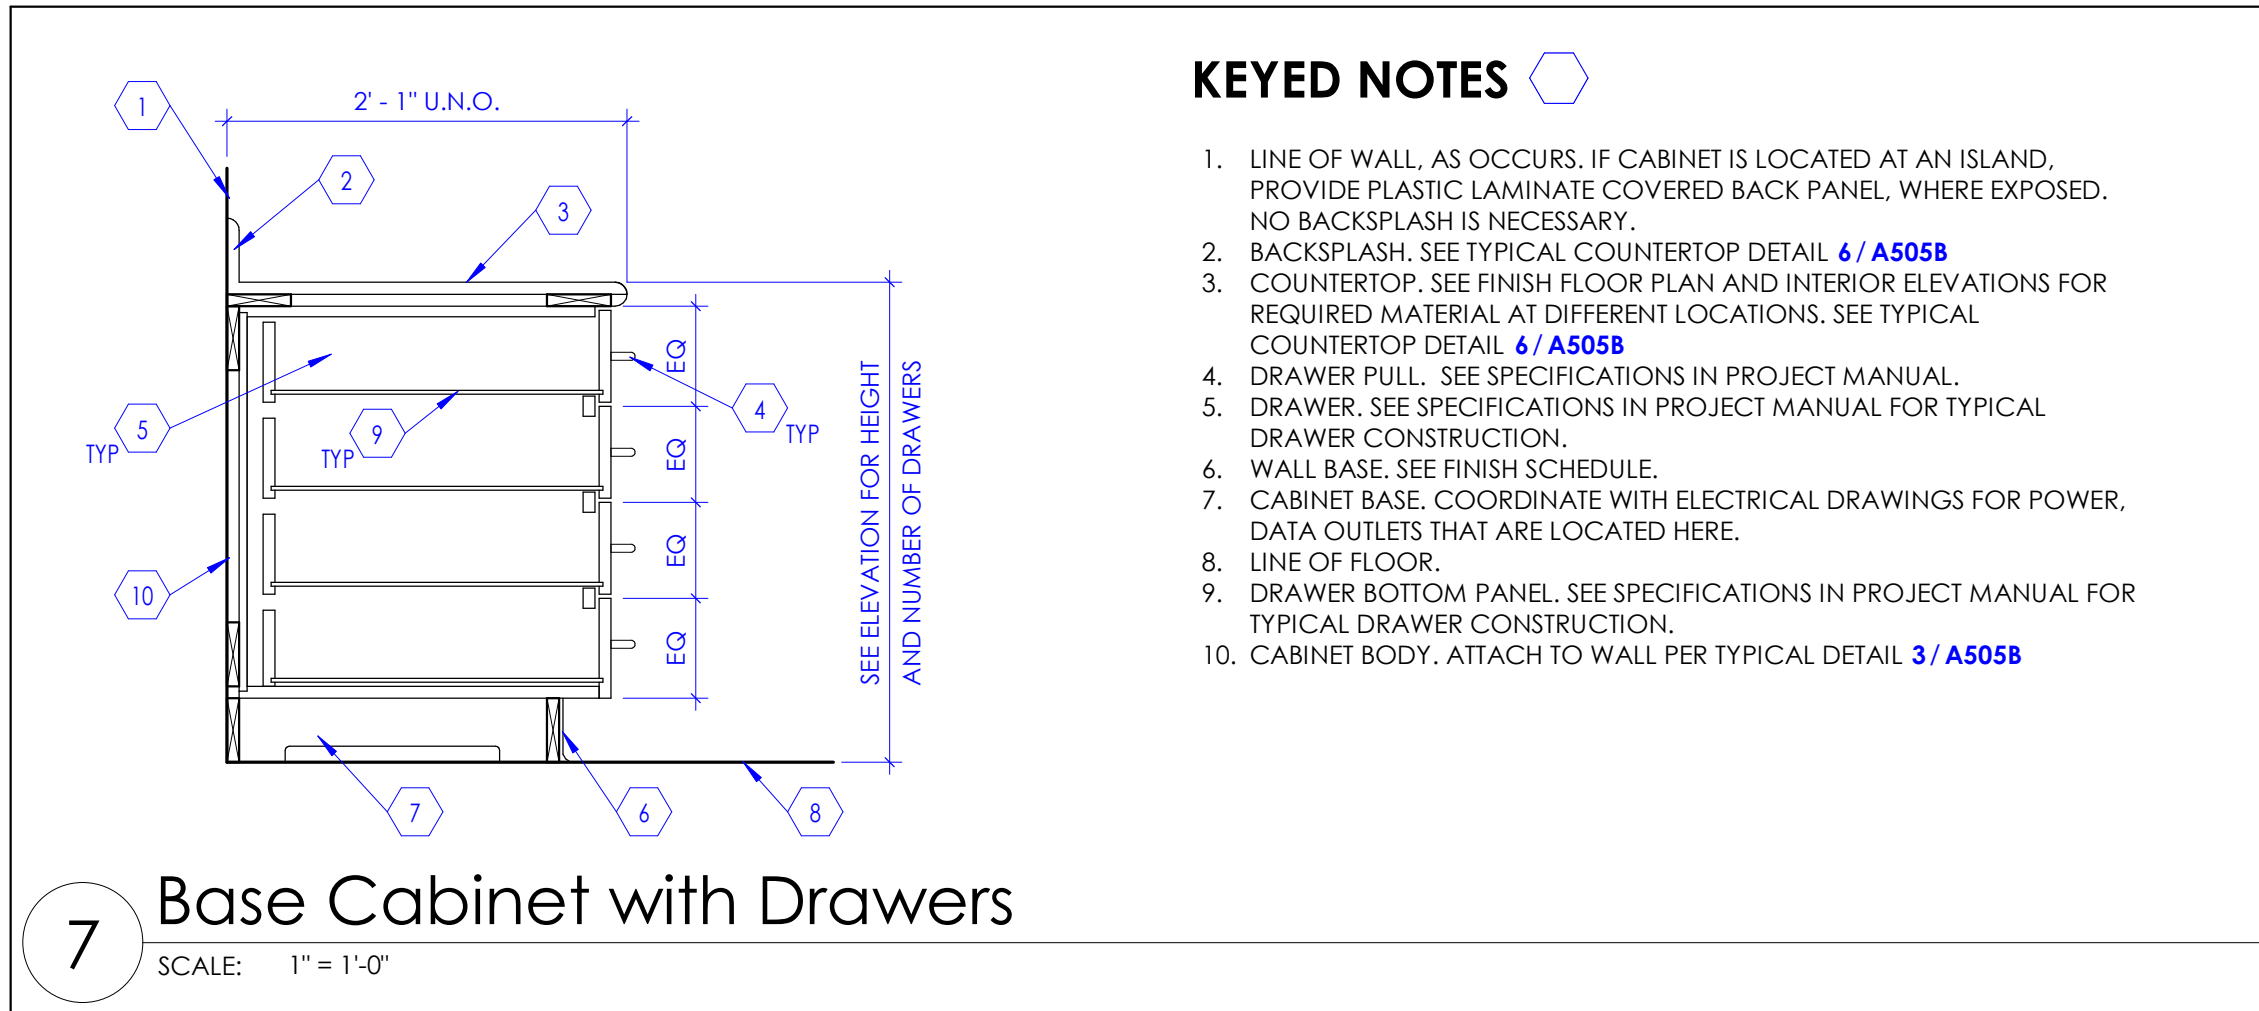 2' - 1" U.N.O.
1
2
3
EQ
4
TYP
5
TYP
9
TYP
EQ
EQ
10
EQ
SEE ELEVATION FOR HEIGHT
AND NUMBER OF DRAWERS
7
6
8
KEYED NOTES
1. LINE OF WALL, AS OCCURS. IF CABINET IS LOCATED AT AN ISLAND,
PROVIDE PLASTIC LAMINATE COVERED BACK PANEL, WHERE EXPOSED.
NO BACKSPLASH IS NECESSARY.
2. BACKSPLASH. SEE TYPICAL COUNTERTOP DETAIL 6 / A505B
3. COUNTERTOP. SEE FINISH FLOOR PLAN AND INTERIOR ELEVATIONS FOR
REQUIRED MATERIAL AT DIFFERENT LOCATIONS. SEE TYPICAL
COUNTERTOP DETAIL 6 / A505B
4. DRAWER PULL. SEE SPECIFICATIONS IN PROJECT MANUAL.
5. DRAWER. SEE SPECIFICATIONS IN PROJECT MANUAL FOR TYPICAL
DRAWER CONSTRUCTION.
6. WALL BASE. SEE FINISH SCHEDULE.
7. CABINET BASE. COORDINATE WITH ELECTRICAL DRAWINGS FOR POWER,
DATA OUTLETS THAT ARE LOCATED HERE.
8. LINE OF FLOOR.
9. DRAWER BOTTOM PANEL. SEE SPECIFICATIONS IN PROJECT MANUAL FOR
TYPICAL DRAWER CONSTRUCTION.
10. CABINET BODY. ATTACH TO WALL PER TYPICAL DETAIL 3 / A505B
7
Base Cabinet with Drawers
SCALE: 1" = 1'-0"